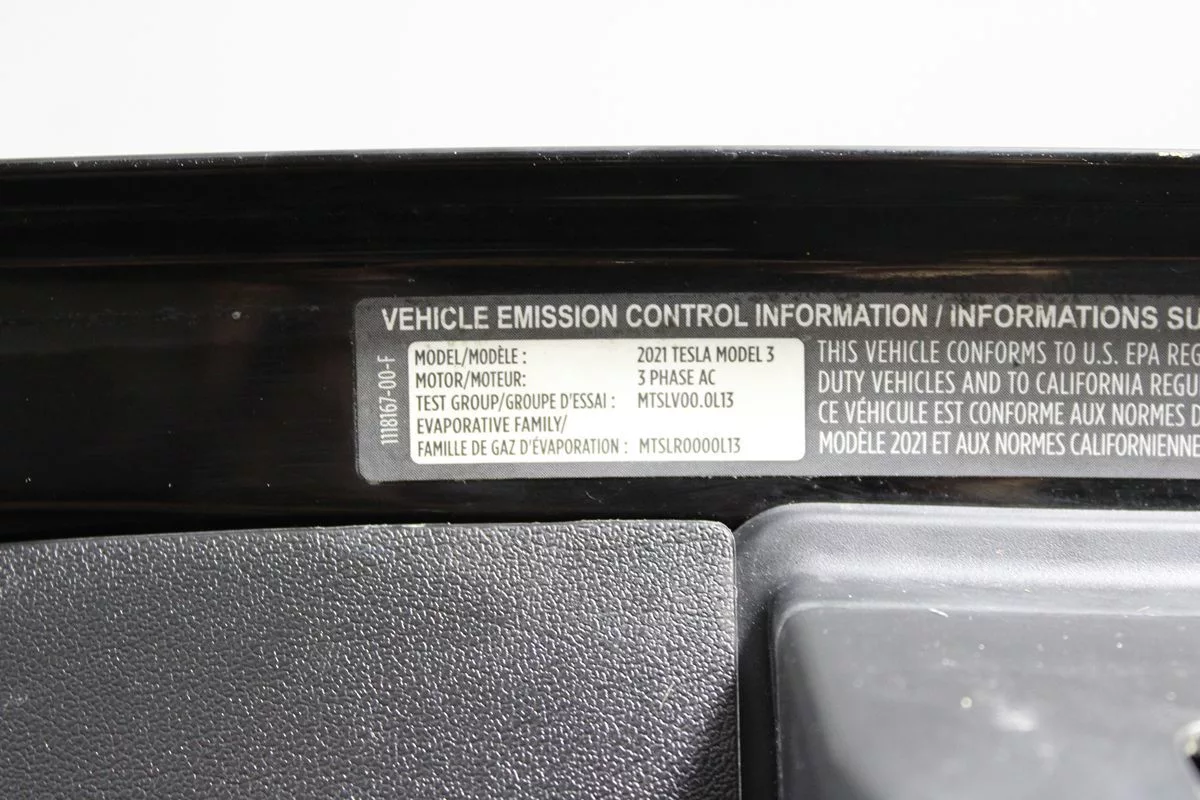 VEHICLE EMISSION CONTROL INFORMATION / INFORMATIONS SU
1118167-00-F
MODEL/MODÈLE : 2021 TESLA MODEL 3
MOTOR/MOTEUR: 3 PHASE AC
TEST GROUP/GROUPE D'ESSAI : MTSLV00.0L13
EVAPORATIVE FAMILY/
FAMILLE DE GAZ D'ÉVAPORATION : MTSLR0000L13
THIS VEHICLE CONFORMS TO U.S. EPA REG
DUTY VEHICLES AND TO CALIFORNIA REGU
CE VÉHICULE EST CONFORME AUX NORMES D
MODÈLE 2021 ET AUX NORMES CALIFORNIENNE